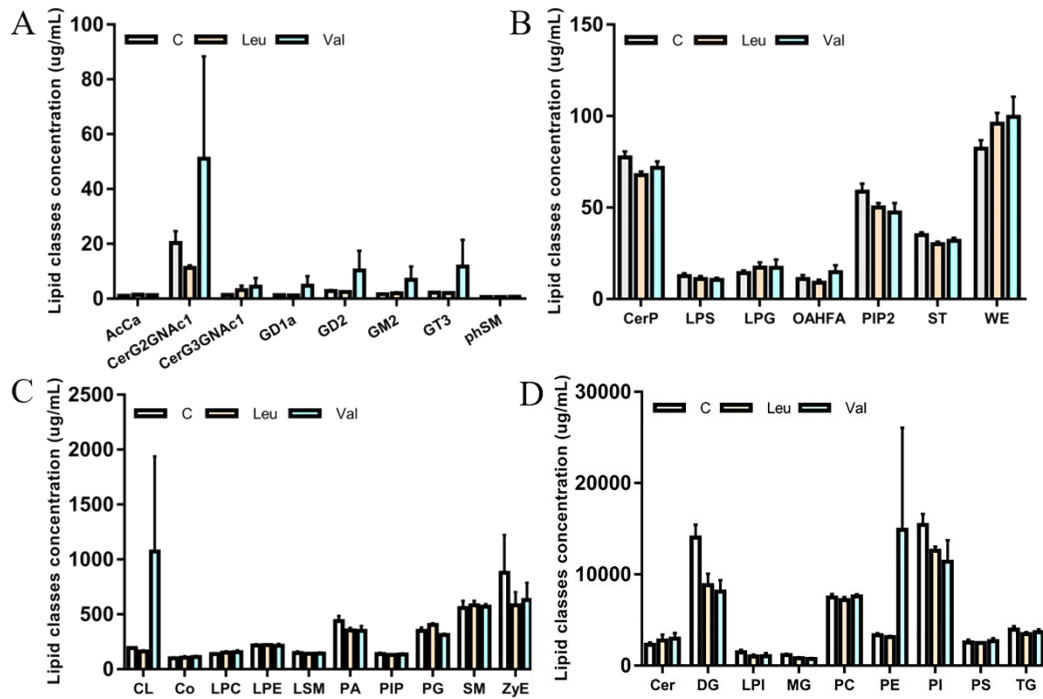 A
Lipid classes concentration (ug/mL)
100
80
60
40
20
0
C Leu Val
AcCa CerG2GNAc1 CerG3GNAc1 GD1a GD2 GM2 GT3 phSM
B
Lipid classes concentration (ug/mL)
150
100
50
0
C Leu Val
CerP LPS LPG OAHFA PIP2 ST WE
C
Lipid classes concentration (ug/mL)
2500
2000
1500
1000
500
0
C Leu Val
CL Co LPC LPE LSM PA PIP PG SM ZyE
D
Lipid classes concentration (ug/mL)
30000
20000
10000
0
C Leu Val
Cer DG LPI MG PC PE PI PS TG